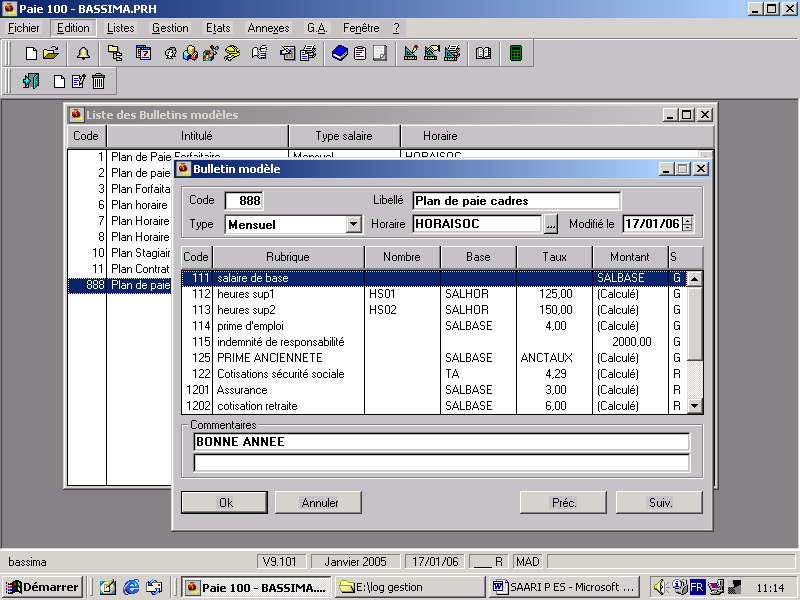 Paie 100 - BASSIMA.PRH
Fichier Edition Listes Gestion Etats Annexes G.A. Fenêtre ?
Liste des Bulletins modèles
Code Intitulé Type salaire Horaire
1 Plan de Paie Forfaitaire Mensuel HORAISOC
2 Plan de paie
3 Plan Forfaita
6 Plan horaire
7 Plan Horaire
8 Plan Horaire
10 Plan Stagiair
11 Plan Contrat
888 Plan de paie
Bulletin modèle
Code 888 Libellé Plan de paie cadres
Type Mensuel Horaire HORAISOC ... Modifié le 17/01/06
Code Rubrique Nombre Base Taux Montant S
111 salaire de base SALBASE G
112 heures sup1 HS01 SALHOR 125,00 (Calculé) G
113 heures sup2 HS02 SALHOR 150,00 (Calculé) G
114 prime d'emploi SALBASE 4,00 (Calculé) G
115 indemnité de responsabilité 2000,00 G
125 PRIME ANCIENNETE SALBASE ANCTAUX (Calculé) G
122 Cotisations sécurité sociale TA 4,29 (Calculé) R
1201 Assurance SALBASE 3,00 (Calculé) R
1202 cotisation retraite SALBASE 6,00 (Calculé) R
Commentaires
BONNE ANNEE
Ok Annuler Préc. Suiv.
bassima V9.101 Janvier 2005 17/01/06 ___ R MAD
Démarrer Paie 100 - BASSIMA.... E:\log gestion SAARI P ES - Microsoft ... FR 11:14